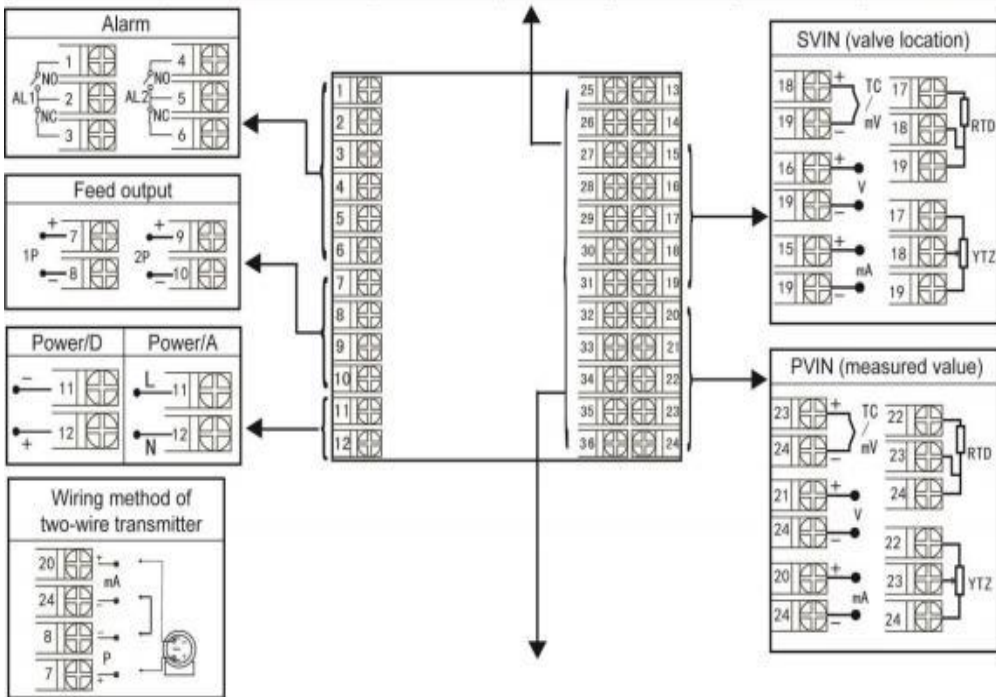 Alarm
1
NO
AL1
2
NC
3
4
NO
AL2
5
NC
6
Feed output
+
7
1P
8
−
+
9
2P
10
−
Power/D Power/A
−
11
12
+
L
11
12
N
Wiring method of
two-wire transmitter
20
+
mA
24
−
8
−
P
7
+
1
2
3
4
5
6
7
8
9
10
11
12
25 13
26 14
27 15
28 16
29 17
30 18
31 19
32 20
33 21
34 22
35 23
36 24
SVIN (valve location)
18
+
TC
/
mV
19
−
16
+
V
19
−
15
+
mA
19
−
17
18
RTD
19
17
18
YTZ
19
PVIN (measured value)
23
+
TC
/
mV
24
−
21
+
V
24
−
20
+
mA
24
−
22
23
RTD
24
22
23
YTZ
24